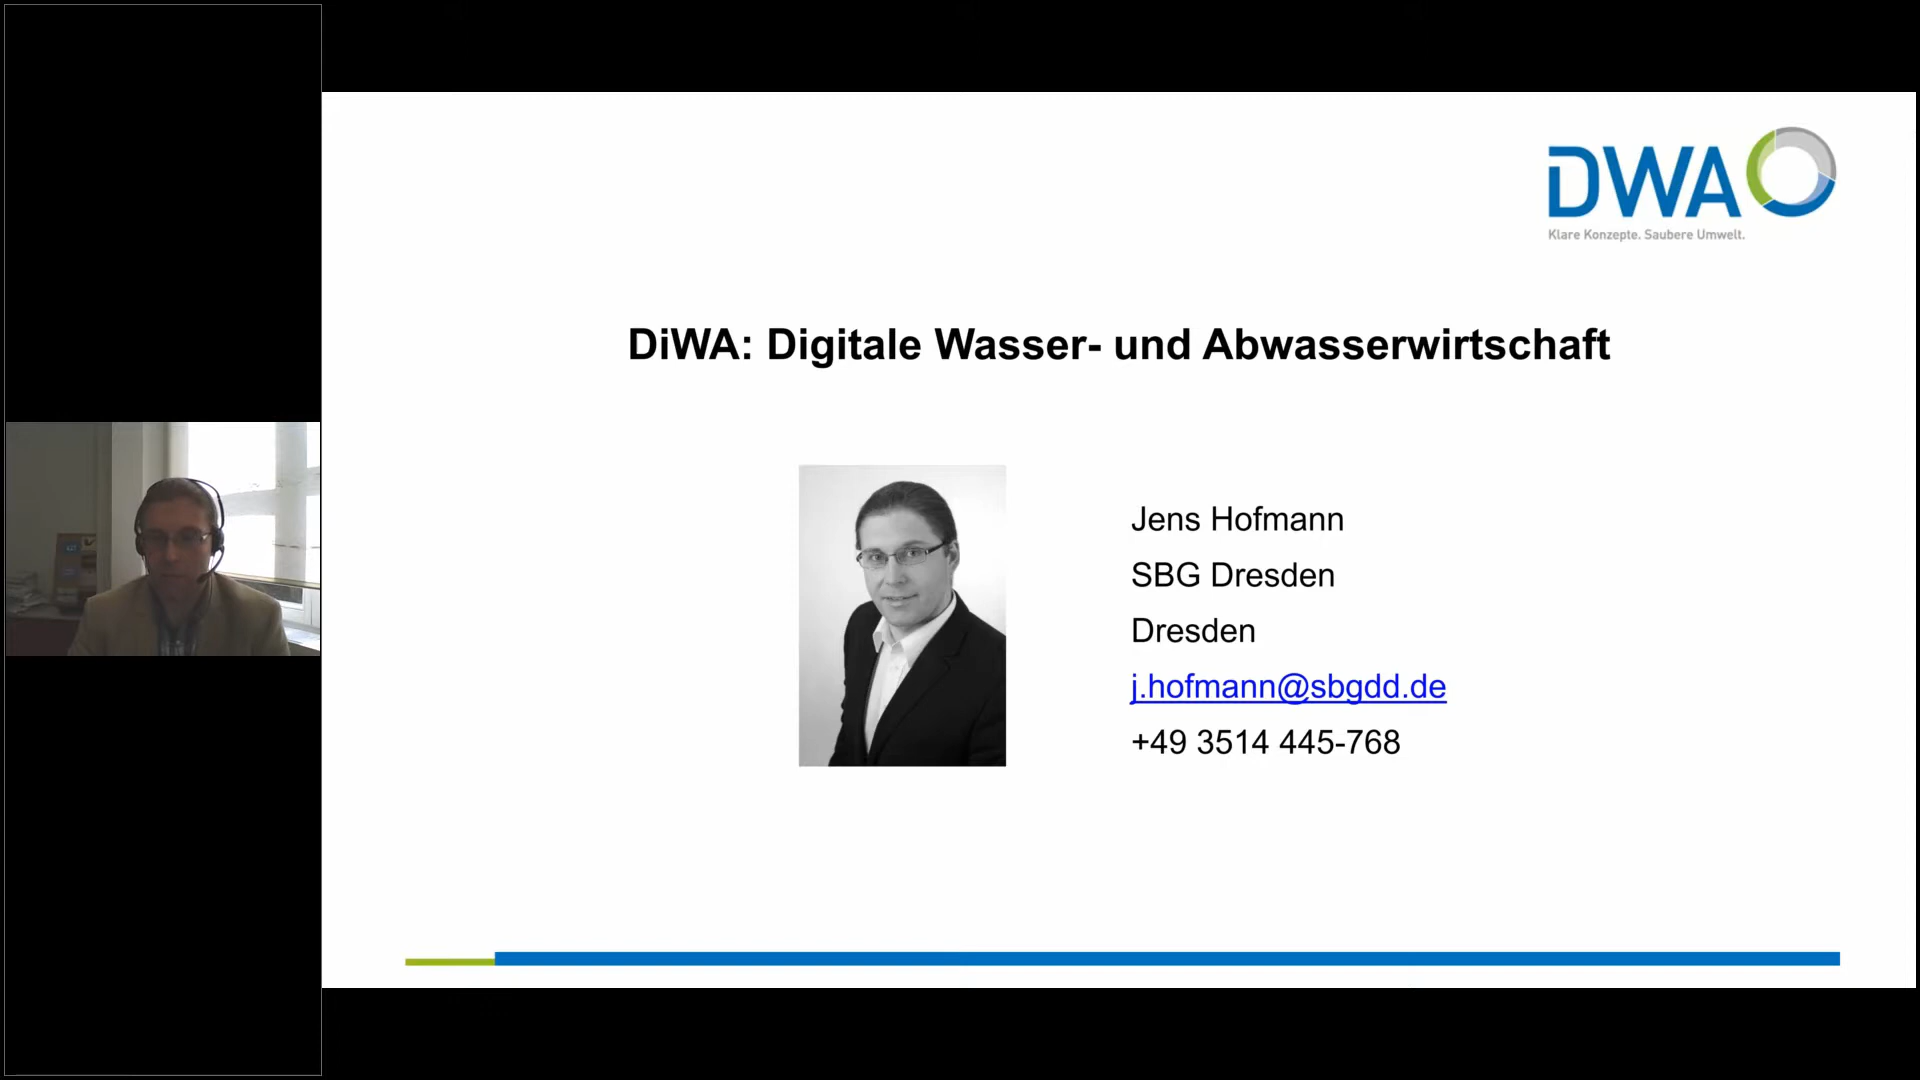 DWA
Klare Konzepte. Saubere Umwelt.
DiWA: Digitale Wasser- und Abwasserwirtschaft
Jens Hofmann
SBG Dresden
Dresden
j.hofmann@sbgdd.de
+49 3514 445-768